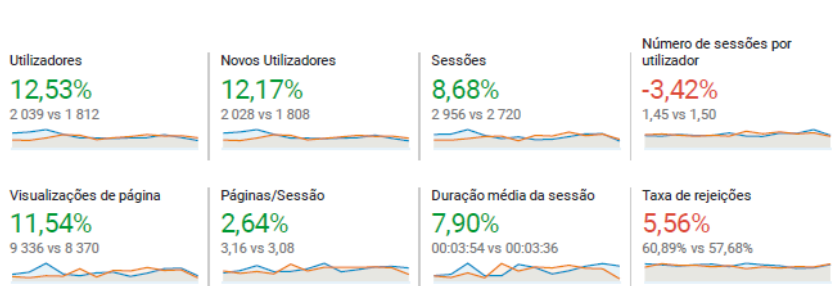 Utilizadores
12,53%
2 039 vs 1 812
Novos Utilizadores
12,17%
2 028 vs 1 808
Sessões
8,68%
2 956 vs 2 720
Número de sessões por
utilizador
-3,42%
1,45 vs 1,50
Visualizações de página
11,54%
9 336 vs 8 370
Páginas/Sessão
2,64%
3,16 vs 3,08
Duração média da sessão
7,90%
00:03:54 vs 00:03:36
Taxa de rejeições
5,56%
60,89% vs 57,68%